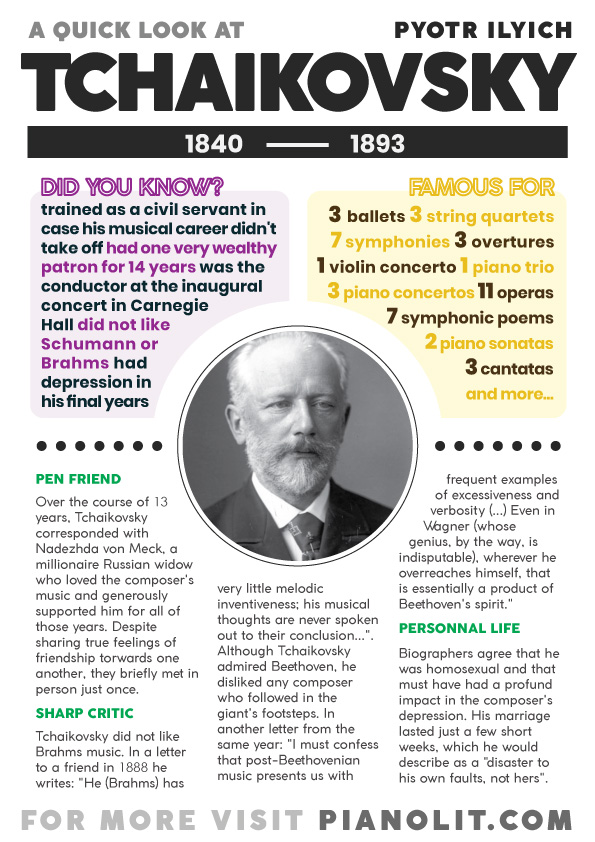 A QUICK LOOK AT
PYOTR ILYICH
TCHAIKOVSKY
1840 — 1893
DID YOU KNOW?
trained as a civil servant in
case his musical career didn't
take off had one very wealthy
patron for 14 years was the
conductor at the inaugural
concert in Carnegie
Hall did not like
Schumann or
Brahms had
depression in
his final years
FAMOUS FOR
3 ballets 3 string quartets
7 symphonies 3 overtures
1 violin concerto 1 piano trio
3 piano concertos 11 operas
7 symphonic poems
2 piano sonatas
3 cantatas
and more...
PEN FRIEND
Over the course of 13
years, Tchaikovsky
corresponded with
Nadezhda von Meck, a
millionaire Russian widow
who loved the composer's
music and generously
supported him for all of
those years. Despite
sharing true feelings of
friendship torwards one
another, they briefly met in
person just once.
SHARP CRITIC
Tchaikovsky did not like
Brahms music. In a letter
to a friend in 1888 he
writes: "He (Brahms) has
very little melodic
inventiveness; his musical
thoughts are never spoken
out to their conclusion...".
Although Tchaikovsky
admired Beethoven, he
disliked any composer
who followed in the
giant's footsteps. In
another letter from the
same year: "I must confess
that post-Beethovenian
music presents us with
frequent examples
of excessiveness and
verbosity (...) Even in
Wagner (whose
genius, by the way, is
indisputable), wherever he
overreaches himself, that
is essentially a product of
Beethoven's spirit."
PERSONNAL LIFE
Biographers agree that he
was homosexual and that
must have had a profound
impact in the composer's
depression. His marriage
lasted just a few short
weeks, which he would
describe as a "disaster to
his own faults, not hers".
FOR MORE VISIT PIANOLIT.COM